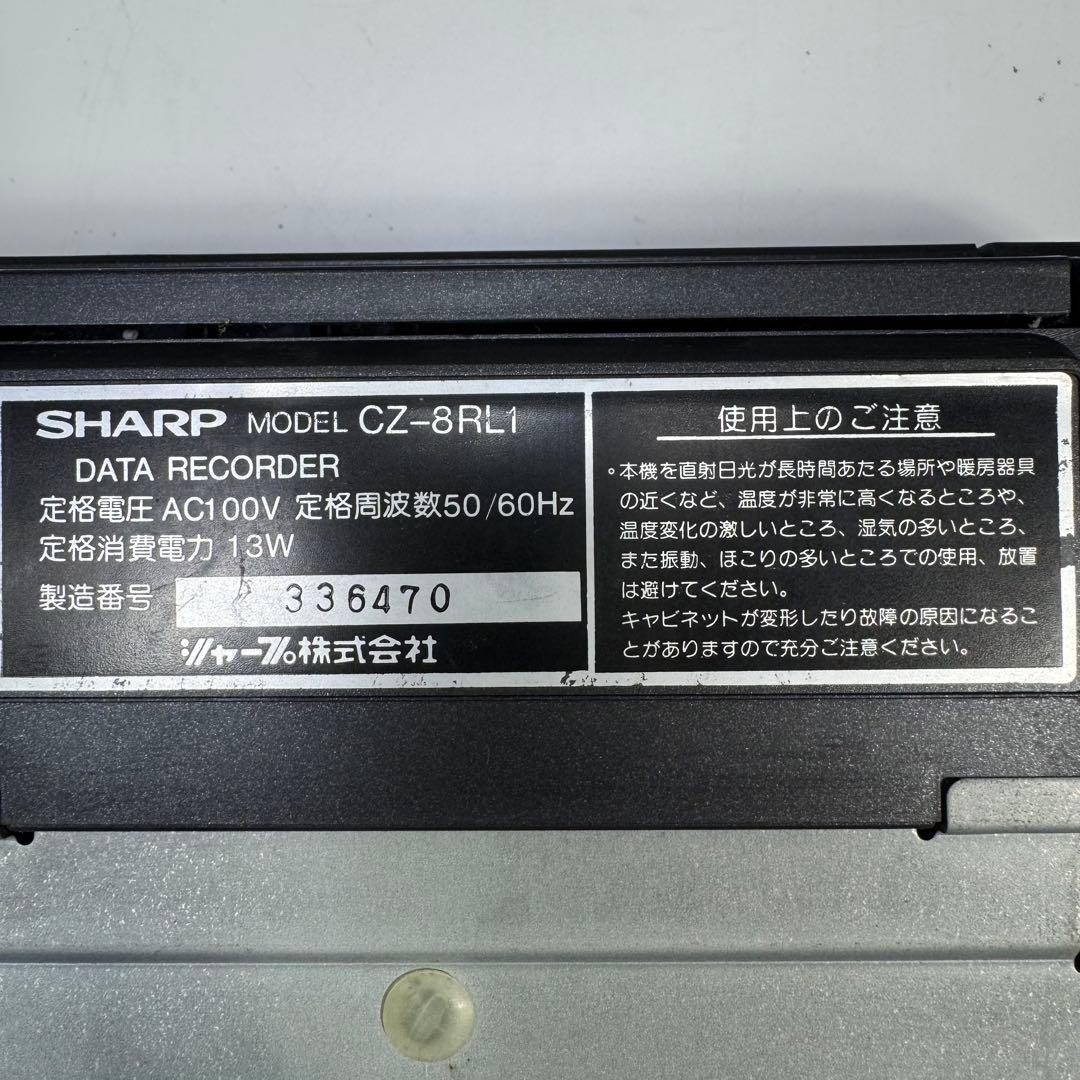 SHARP MODEL CZ-8RL1
DATA RECORDER
定格電圧 AC100V 定格周波数50/60Hz
定格消費電力 13W
製造番号 336470
シャープ株式会社
使用上のご注意
・本機を直射日光が長時間あたる場所や暖房器具
の近くなど、温度が非常に高くなるところや、
温度変化の激しいところ、湿気の多いところ、
また振動、ほこりの多いところでの使用、放置
は避けてください。
キャビネットが変形したり故障の原因になるこ
とがありますので充分ご注意ください。